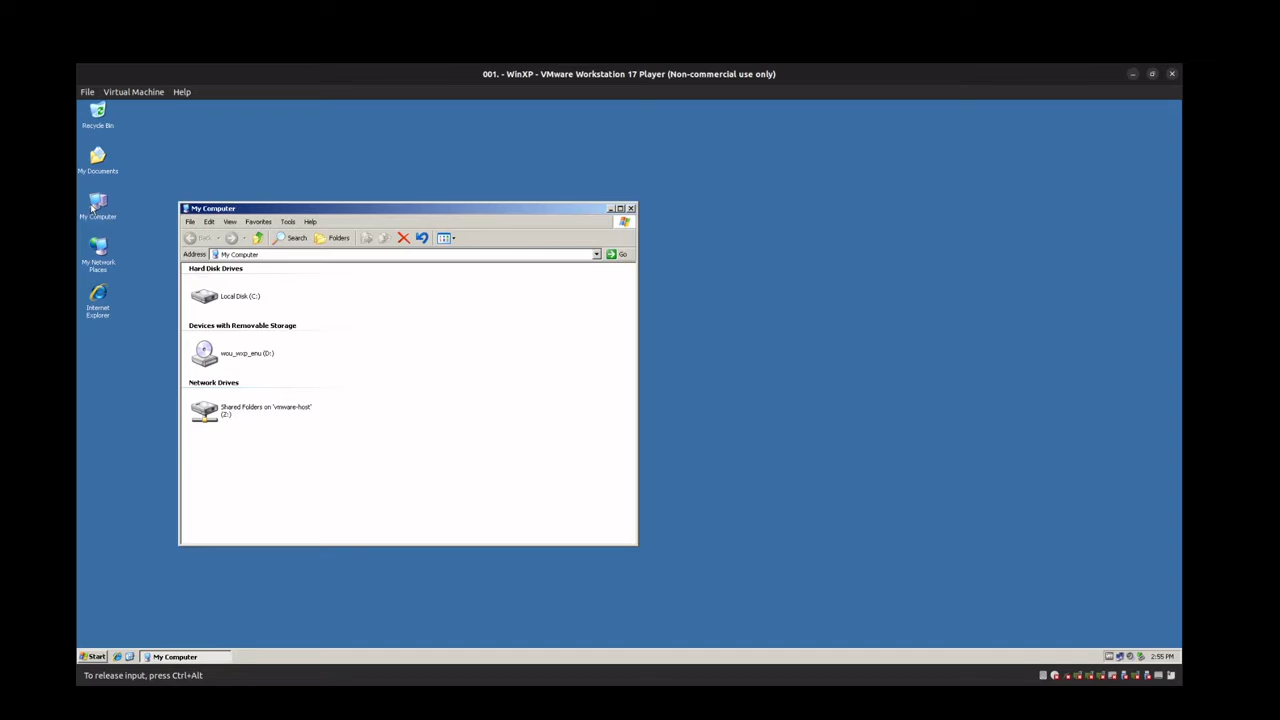 001. - WinXP - VMware Workstation 17 Player (Non-commercial use only)
File Virtual Machine Help
Recycle Bin
My Documents
My Computer
My Network
Places
Internet
Explorer
My Computer
File Edit View Favorites Tools Help
Back Search Folders
Address My Computer Go
Hard Disk Drives
Local Disk (C:)
Devices with Removable Storage
wou_wxp_enu (D:)
Network Drives
Shared Folders on 'vmware-host'
(Z:)
Start My Computer 2:55 PM
To release input, press Ctrl+Alt